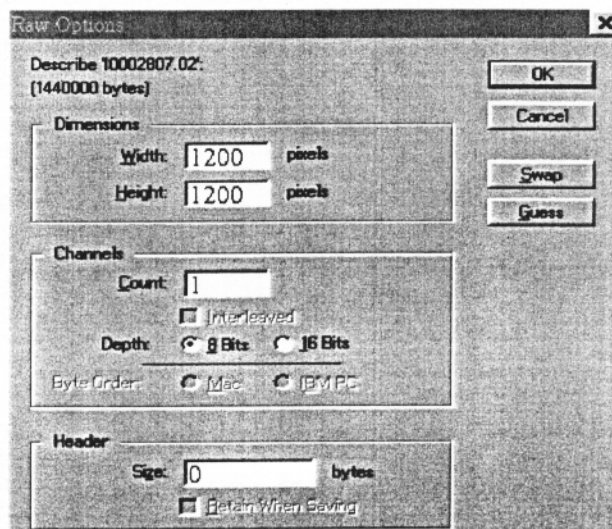 Raw Options
Describe '10002807.02':
(1440000 bytes)
OK
Cancel
Swap
Guess
Dimensions
Width: 1200 pixels
Height: 1200 pixels
Channels
Count: 1
Interleaved
Depth: 8 Bits 16 Bits
Byte Order: Mac IBM PC
Header
Size: 0 bytes
Retain When Saving